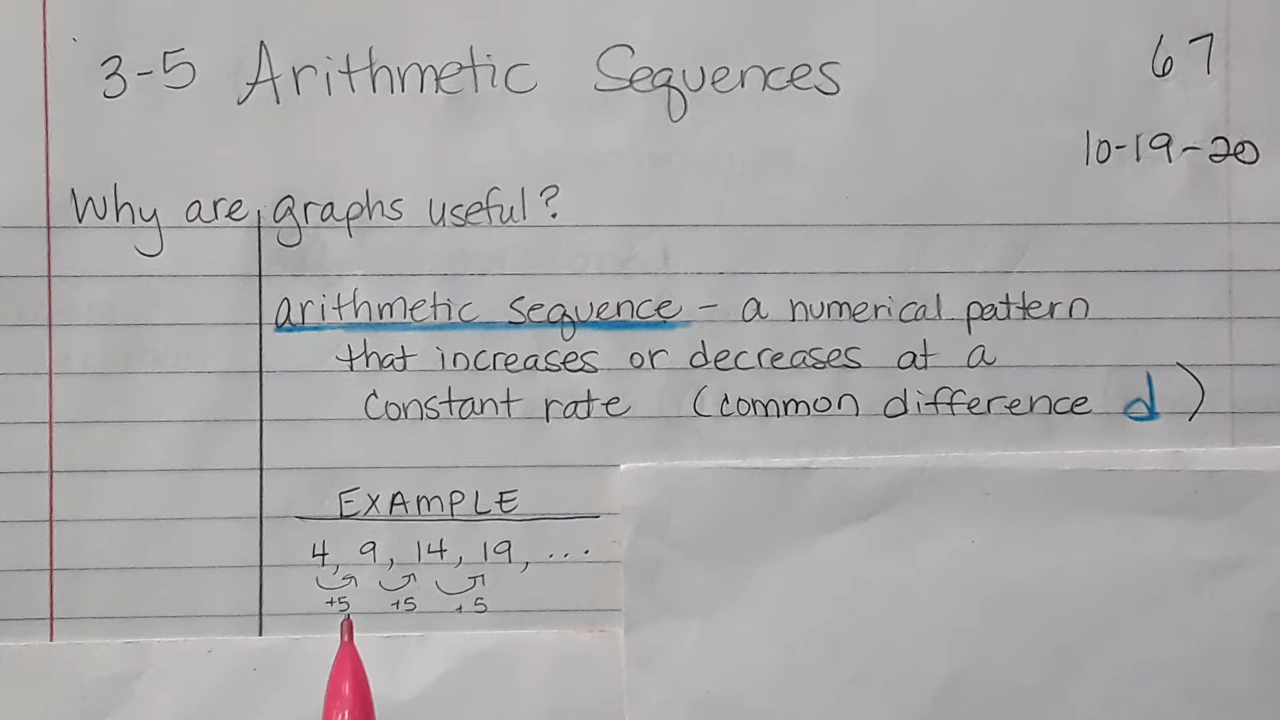 3-5 Arithmetic Sequences
67
10-19-20
Why are graphs useful?
arithmetic sequence - a numerical pattern
that increases or decreases at a
constant rate (common difference d)
EXAMPLE
4, 9, 14, 19, ...
+5 +5 +5